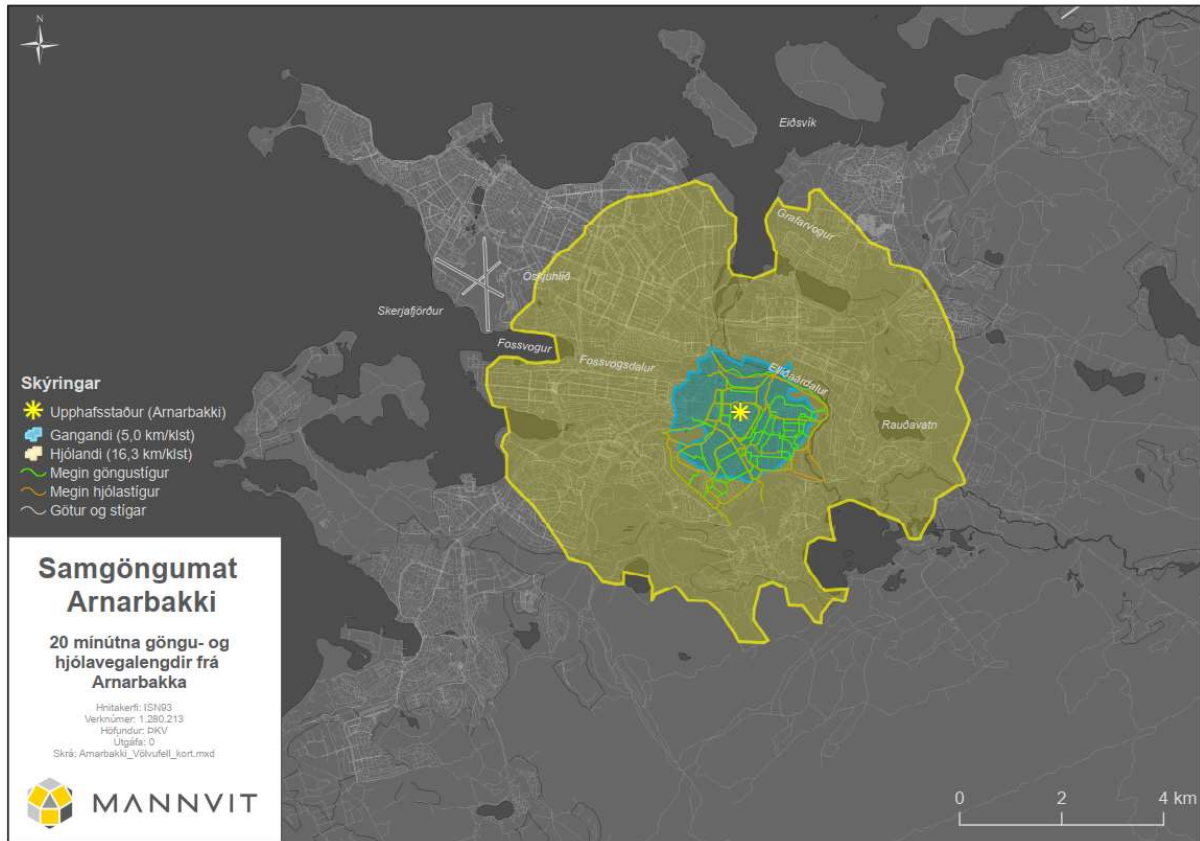 N
Eiðsvík
Grafarvogur
Öskjuhlíð
Skerjafjörður
Fossvogur
Fossvogsdalur
Elliðaárdalur
Rauðavatn
Skýringar
Upphafsstaður (Arnarbakki)
Gangandi (5,0 km/klst)
Hjólandi (16,3 km/klst)
Megin göngustígur
Megin hjólastígur
Götur og stígar
Samgöngumat
Arnarbakki
20 mínútna göngu- og
hjólavegalengdir frá
Arnarbakka
Hnitakerfi: ISN93
Verknúmer: 1.280.213
Höfundur: ÞKV
Útgáfa: 0
Skrá: Arnarbakki_Völvufell_kort.mxd
MANNVIT
0 2 4 km